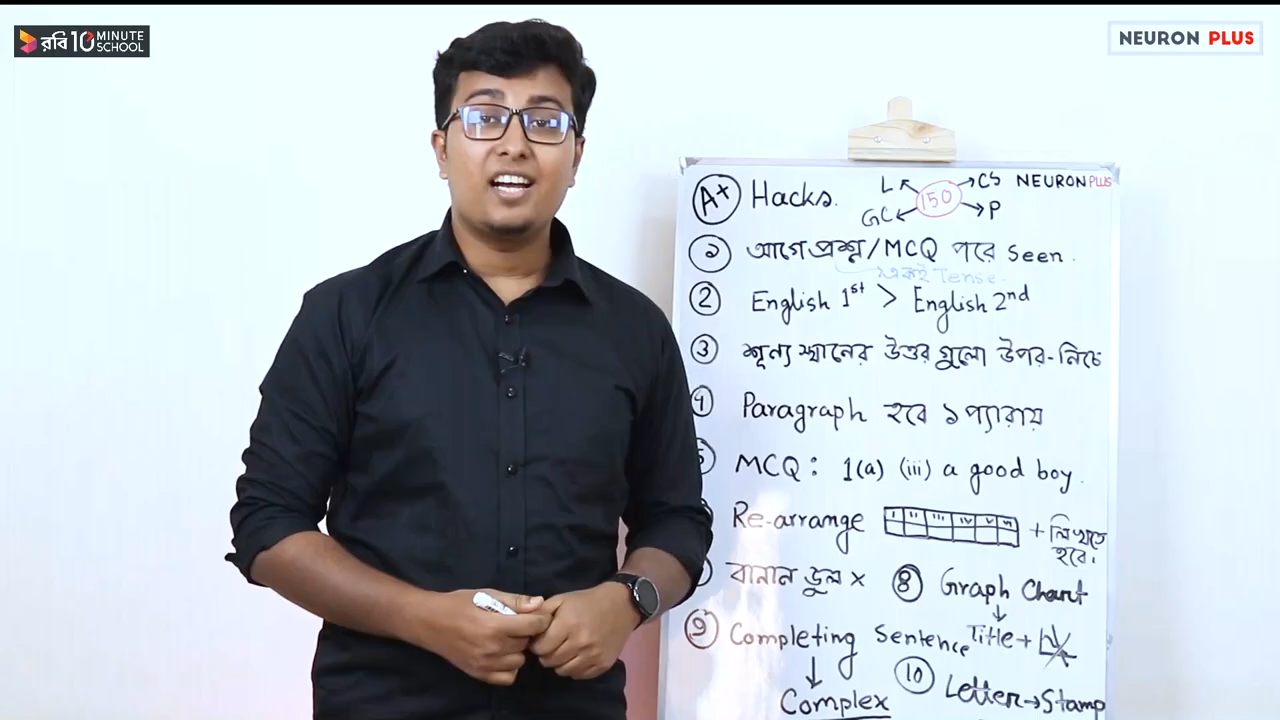 রবি 10 MINUTE SCHOOL
NEURON PLUS
A+ Hacks.
L CS
150
GC P
NEURON PLUS
১ আগে প্রশ্ন/MCQ পরে Seen.
একই Tense.
2 English 1st > English 2nd
3 শূন্য স্থানের উত্তর গুলো উপর-নিচে
4 Paragraph হবে ১ প্যারায়
5 MCQ: 1(a) (iii) a good boy.
Re-arrange i ii iii iv v vi + লিখতে হবে।
বানান ভুল x 8 Graph Chart
Title +
9 Completing Sentence
Complex
10 Letter → Stamp